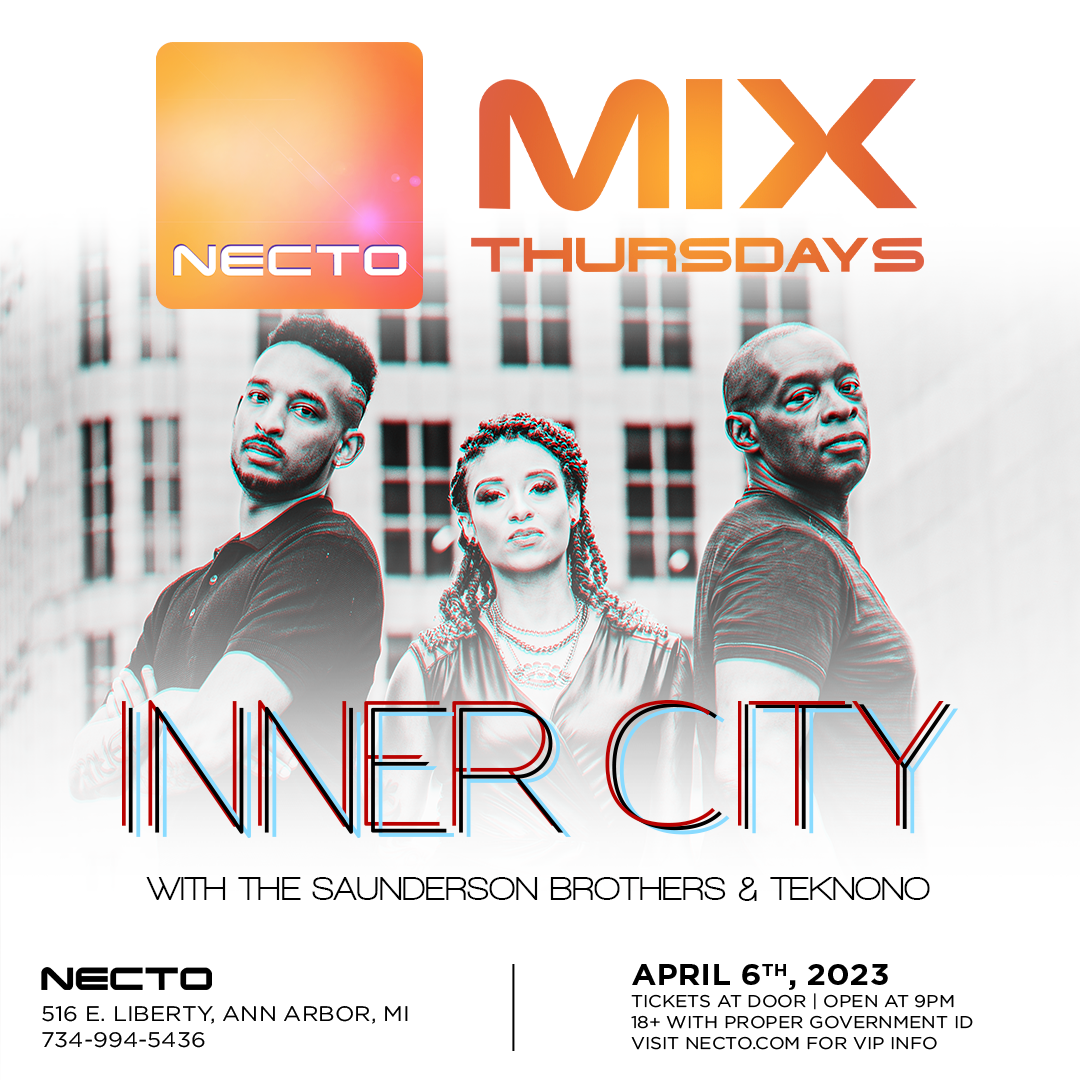 NECTO
MIX
THURSDAYS
INNER CITY
WITH THE SAUNDERSON BROTHERS & TEKNONO
NECTO
516 E. LIBERTY, ANN ARBOR, MI
734-994-5436
APRIL 6TH, 2023
TICKETS AT DOOR | OPEN AT 9PM
18+ WITH PROPER GOVERNMENT ID
VISIT NECTO.COM FOR VIP INFO